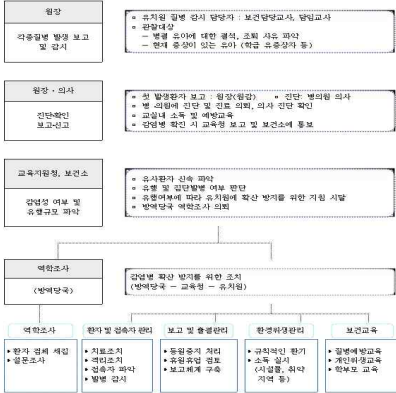 원장
각종질병 발생 보고
및 감시
o 유치원 질병 감시 담당자 : 보건담당교사, 담임교사
o 관찰대상
- 병결 유아에 대한 결석, 조퇴 사유 파악
- 현재 증상이 있는 유아 (학급 유증상자 등)
원장 · 의사
진단·확인
보고·신고
o 첫 발생환자 보고 : 원장(원감) o 진단: 병의원 의사
o 병·의원에 진단 및 진료 의뢰, 의사 진단 확인
o 교실내 소독 및 예방교육
o 감염병 확진 시 교육청 보고 및 보건소에 통보
교육지원청, 보건소
감염성 여부 및
유행규모 파악
o 유사환자 신속 파악
o 유행 및 집단발병 여부 판단
o 유행여부에 따라 유치원에 확산 방지를 위한 지원 시달
o 방역당국 역학조사 의뢰
역학조사
(방역당국)
감염병 확산 방지를 위한 조치
(방역당국 - 교육청 - 유치원)
역학조사
• 환자 검체 채집
• 설문조사
환자 및 접촉자 관리
• 치료조치
• 격리조치
• 접촉자 파악
• 발병 감시
보고 및 출결관리
• 등원중지 처리
• 휴원휴업 검토
• 보고체계 구축
환경위생관리
• 규칙적인 환기
• 소독 실시
(시설물, 취약
지역 등)
보건교육
• 질병예방교육
• 개인위생교육
• 학부모 교육